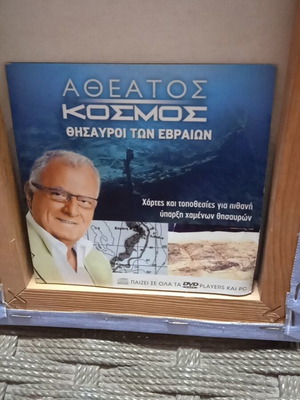 ΑΘΕΑΤΟΣ
ΚΟΣΜΟΣ
ΘΗΣΑΥΡΟΙ ΤΩΝ ΕΒΡΑΙΩΝ
Χάρτες και τοποθεσίες για πιθανή
ύπαρξη χαμένων θησαυρών
ΠΑΙΖΕΙ ΣΕ ΟΛΑ ΤΑ DVD PLAYERS ΚΑΙ PC